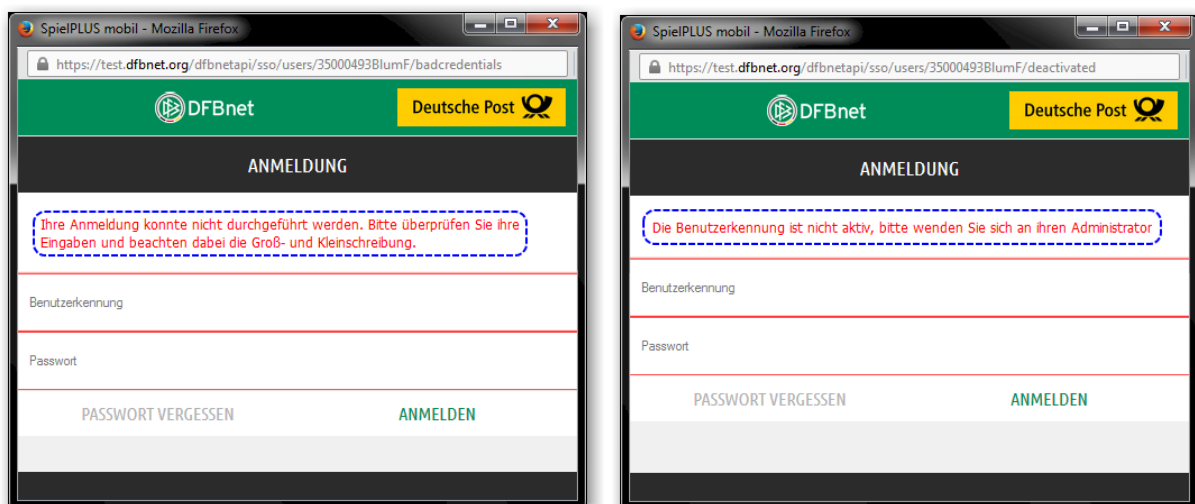 SpielPLUS mobil - Mozilla Firefox
https://test.dfbnet.org/dfbnetapi/sso/users/35000493BlumF/badcredentials
DFBnet
Deutsche Post
ANMELDUNG
Ihre Anmeldung konnte nicht durchgeführt werden. Bitte überprüfen Sie ihre
Eingaben und beachten dabei die Groß- und Kleinschreibung.
Benutzerkennung
Passwort
PASSWORT VERGESSEN
ANMELDEN
SpielPLUS mobil - Mozilla Firefox
https://test.dfbnet.org/dfbnetapi/sso/users/35000493BlumF/deactivated
DFBnet
Deutsche Post
ANMELDUNG
Die Benutzerkennung ist nicht aktiv, bitte wenden Sie sich an ihren Administrator
Benutzerkennung
Passwort
PASSWORT VERGESSEN
ANMELDEN